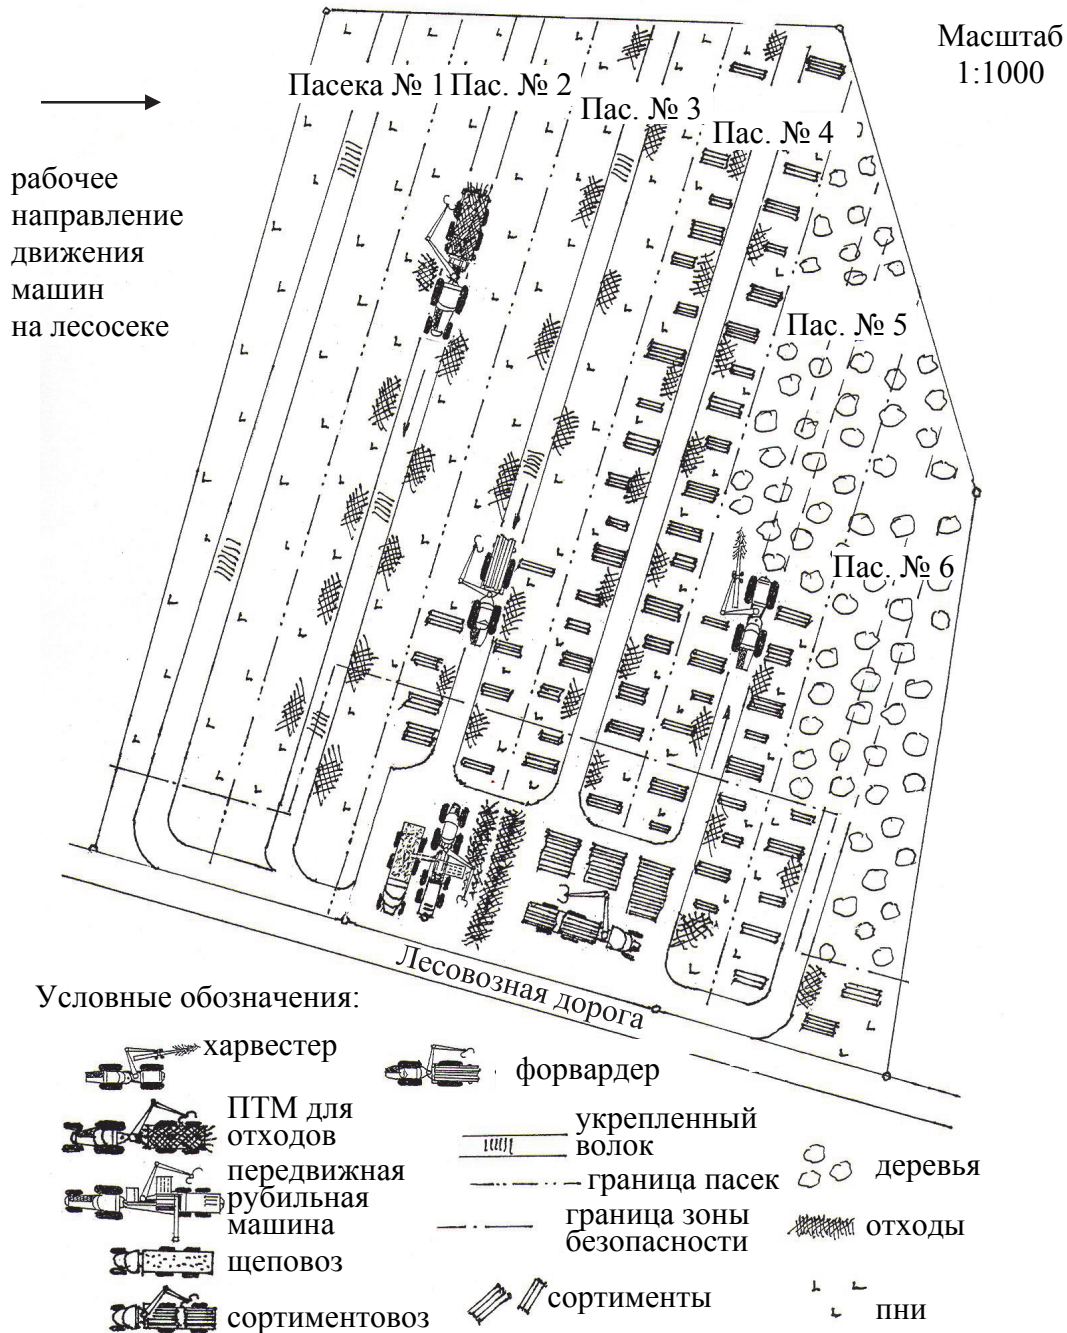 Масштаб
1:1000
Пасека № 1
Пас. № 2
Пас. № 3
Пас. № 4
рабочее
направление
движения
машин
на лесосеке
Пас. № 5
Пас. № 6
Лесовозная дорога
Условные обозначения:
харвестер
форвардер
ПТМ для
отходов
передвижная
рубильная
машина
щеповоз
сортиментовоз
укрепленный
волок
граница пасек
граница зоны
безопасности
сортименты
деревья
отходы
пни